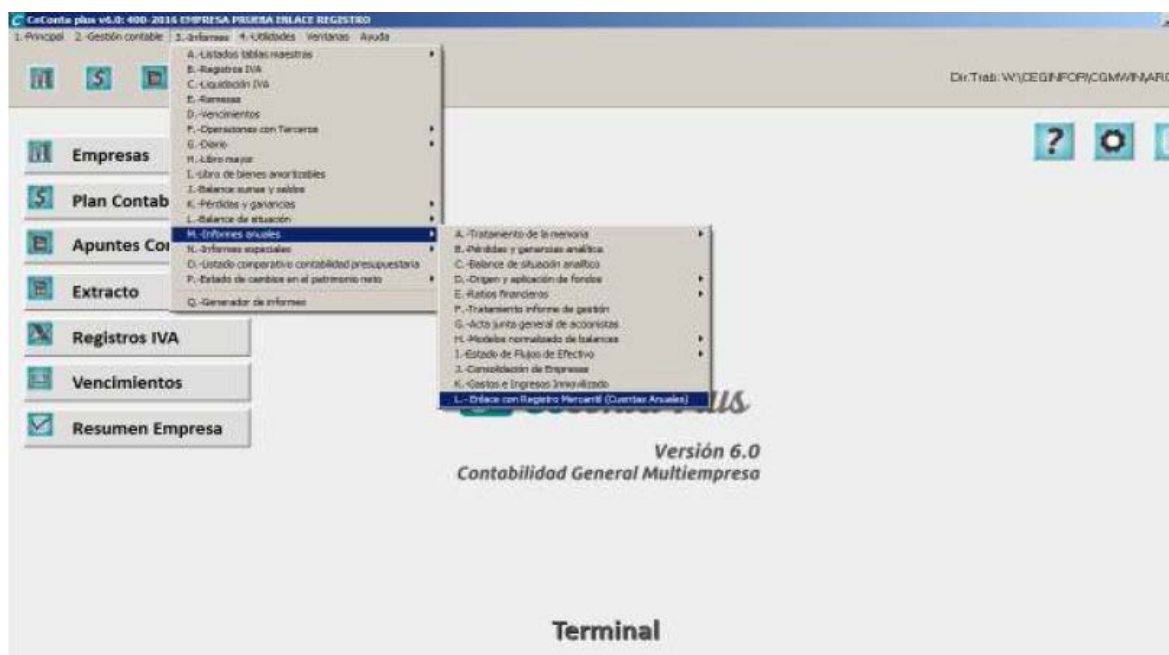 CeConta plus v6.0: 400-2016 EMPRESA PRUEBA ENLACE REGISTRO
1.-Principal 2.-Gestión contable 3.-Informes 4.-Utilidades Ventanas Ayuda
A.-Listados tablas maestras
B.-Registros IVA
C.-Liquidación IVA
E.-Remesas
D.-Vencimientos
F.-Operaciones con Terceros
G.-Diario
H.-Libro mayor
I.-Libro de bienes amortizables
J.-Balance sumas y saldos
K.-Pérdidas y ganancias
L.-Balance de situación
M.-Informes anuales
N.-Informes especiales
O.-Listado comparativo contabilidad presupuestaria
P.-Estado de cambios en el patrimonio neto
Q.-Generador de informes
A.-Tratamiento de la memoria
B.-Pérdidas y ganancias analítica
C.-Balance de situación analítico
D.-Origen y aplicación de fondos
E.-Ratios financieros
F.-Tratamiento informe de gestión
G.-Acta junta general de accionistas
H.-Modelos normalizado de balances
I.-Estado de Flujos de Efectivo
J.-Consolidación de Empresas
K.-Gastos e Ingresos Inmovilizado
L.--Enlace con Registro Mercantil (Cuentas Anuales)
Dir.Trab: W:\CEGINFOR\CGMWIN\ARC
Empresas
Plan Contab
Apuntes Co
Extracto
Registros IVA
Vencimientos
Resumen Empresa
Versión 6.0
Contabilidad General Multiempresa
Terminal